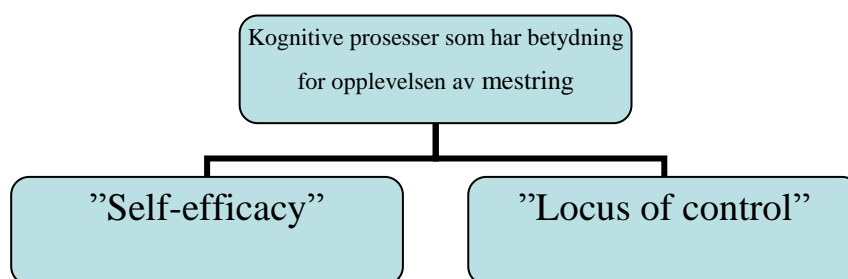 Kognitive prosesser som har betydning
for opplevelsen av mestring
”Self-efficacy”
”Locus of control”